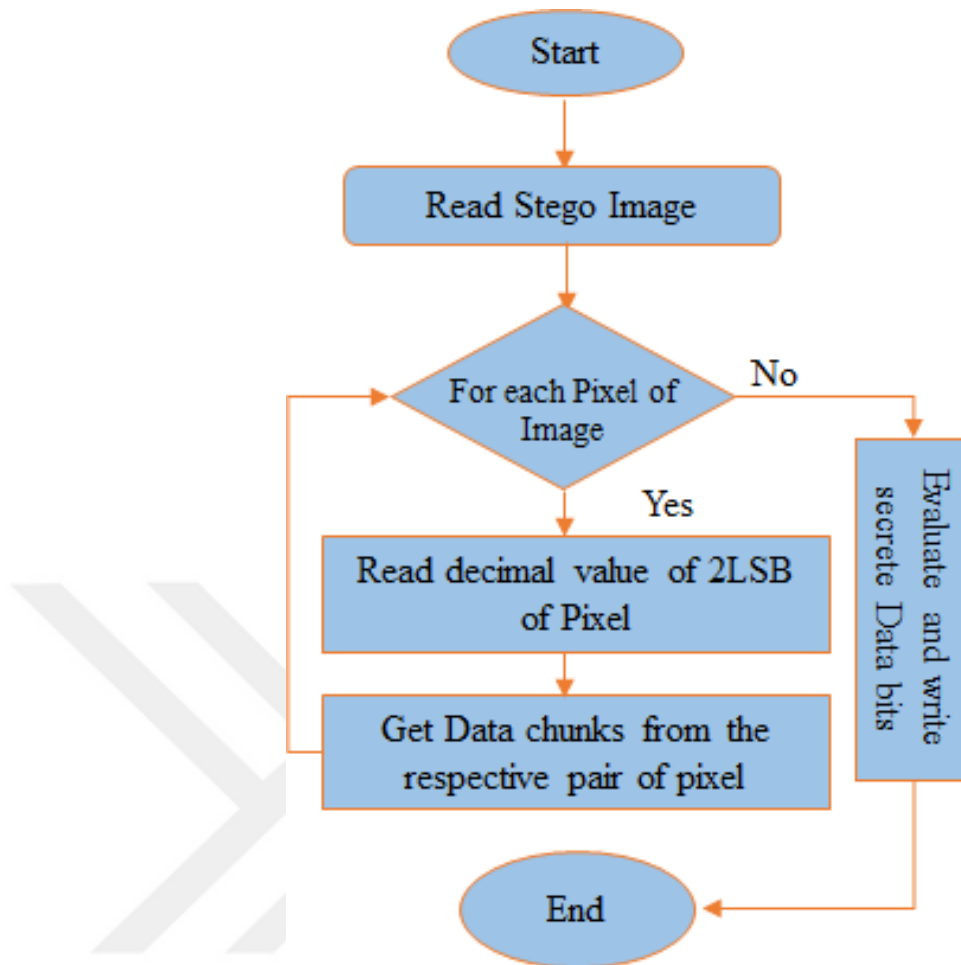 Start
Read Stego Image
For each Pixel of
Image
No
Yes
Read decimal value of 2LSB
of Pixel
Get Data chunks from the
respective pair of pixel
Evaluate and write
secrete Data bits
End